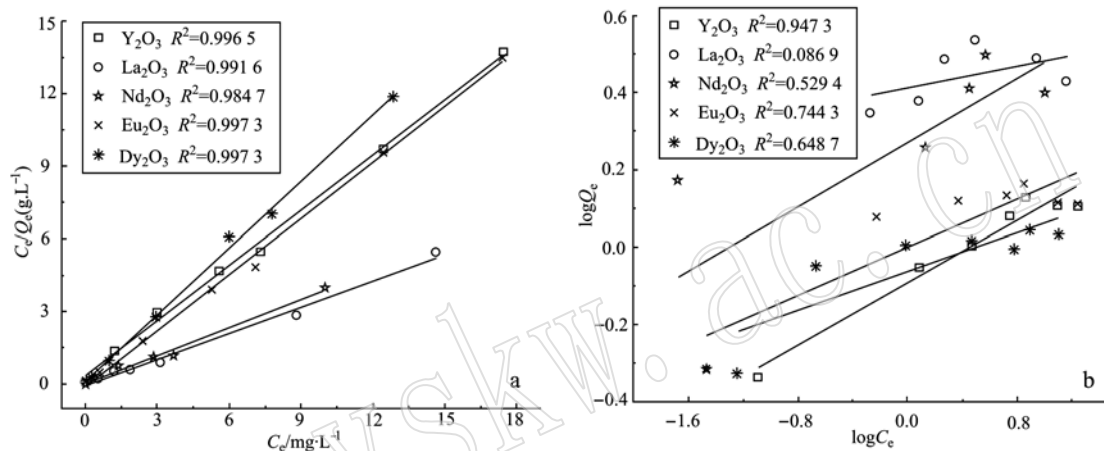 15
12
9
6
3
0
Cₑ/Qₑ(g.L⁻¹)
Y₂O₃ R²=0.996 5
La₂O₃ R²=0.991 6
Nd₂O₃ R²=0.984 7
Eu₂O₃ R²=0.997 3
Dy₂O₃ R²=0.997 3
a
0 3 6 9 12 15 18
Cₑ/mg·L⁻¹
0.6
0.4
0.2
0.0
−0.2
−0.4
logQₑ
Y₂O₃ R²=0.947 3
La₂O₃ R²=0.086 9
Nd₂O₃ R²=0.529 4
Eu₂O₃ R²=0.744 3
Dy₂O₃ R²=0.648 7
b
−1.6 −0.8 0.0 0.8
logCₑ
yskw.ac.cn